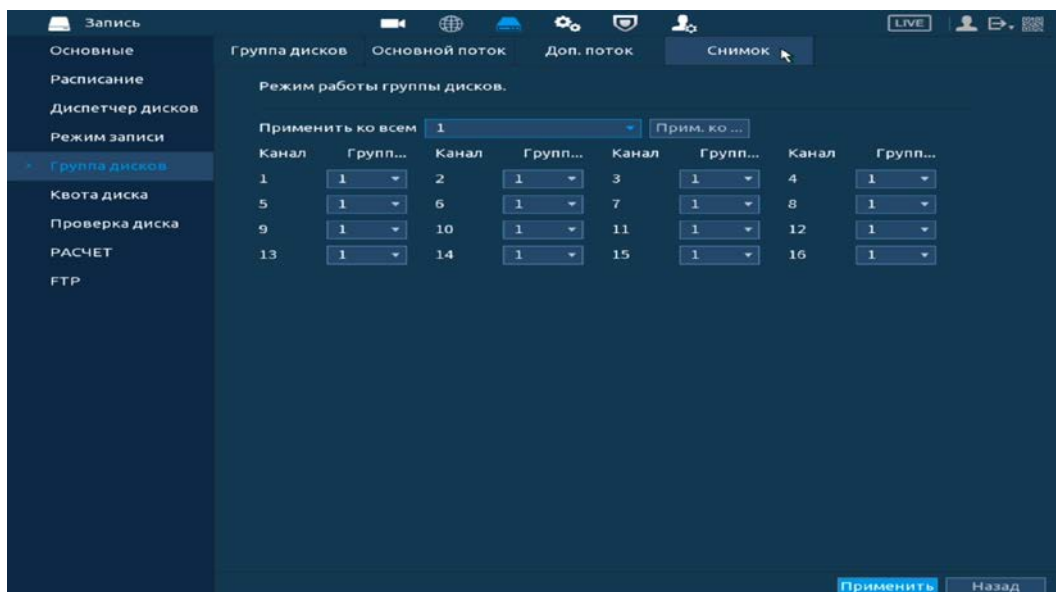 Запись LIVE
Основные
Расписание
Диспетчер дисков
Режим записи
Группа дисков
Квота диска
Проверка диска
РАСЧЕТ
FTP
Группа дисков Основной поток Доп. поток Снимок
Режим работы группы дисков.
Применить ко всем 1 Прим. ко ...
Канал Групп... Канал Групп... Канал Групп... Канал Групп...
1 1 2 1 3 1 4 1
5 1 6 1 7 1 8 1
9 1 10 1 11 1 12 1
13 1 14 1 15 1 16 1
Применить Назад